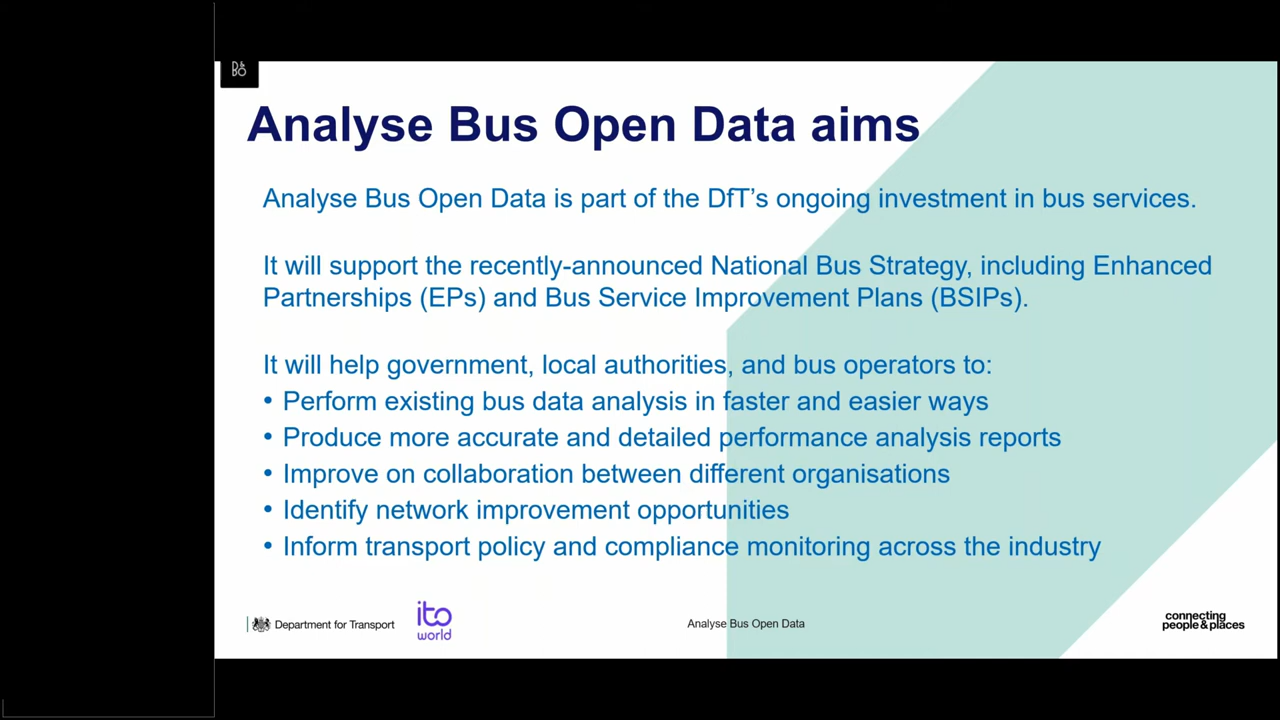 D&
BO
Analyse Bus Open Data aims
Analyse Bus Open Data is part of the DfT’s ongoing investment in bus services.
It will support the recently-announced National Bus Strategy, including Enhanced
Partnerships (EPs) and Bus Service Improvement Plans (BSIPs).
It will help government, local authorities, and bus operators to:
• Perform existing bus data analysis in faster and easier ways
• Produce more accurate and detailed performance analysis reports
• Improve on collaboration between different organisations
• Identify network improvement opportunities
• Inform transport policy and compliance monitoring across the industry
Department for Transport
ito
world
Analyse Bus Open Data
connecting
people&places